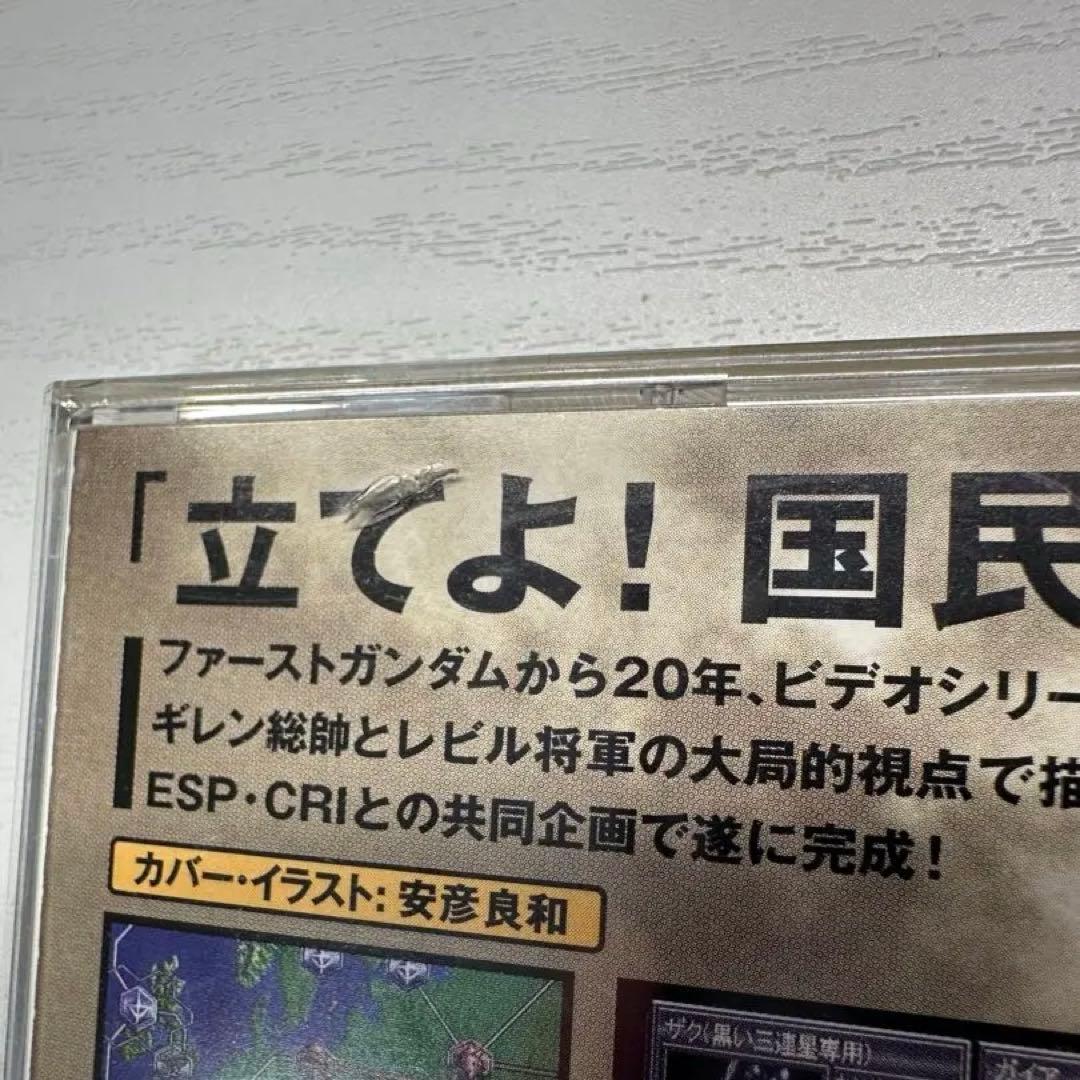 「立てよ!国民
ファーストガンダムから20年、ビデオシリー
ギレン総帥とレビル将軍の大局的視点で描
ESP・CRIとの共同企画で遂に完成!
カバー・イラスト:安彦良和
ザク(黒い三連星専用)
ガイア